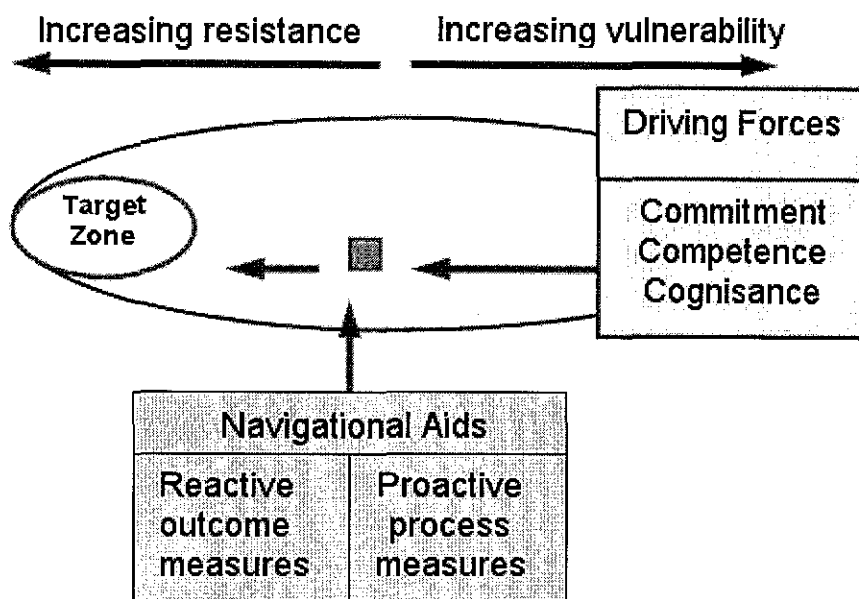 Increasing resistance
Increasing vulnerability
Driving Forces
Commitment
Competence
Cognisance
Target
Zone
Navigational Aids
Reactive
outcome
measures
Proactive
process
measures